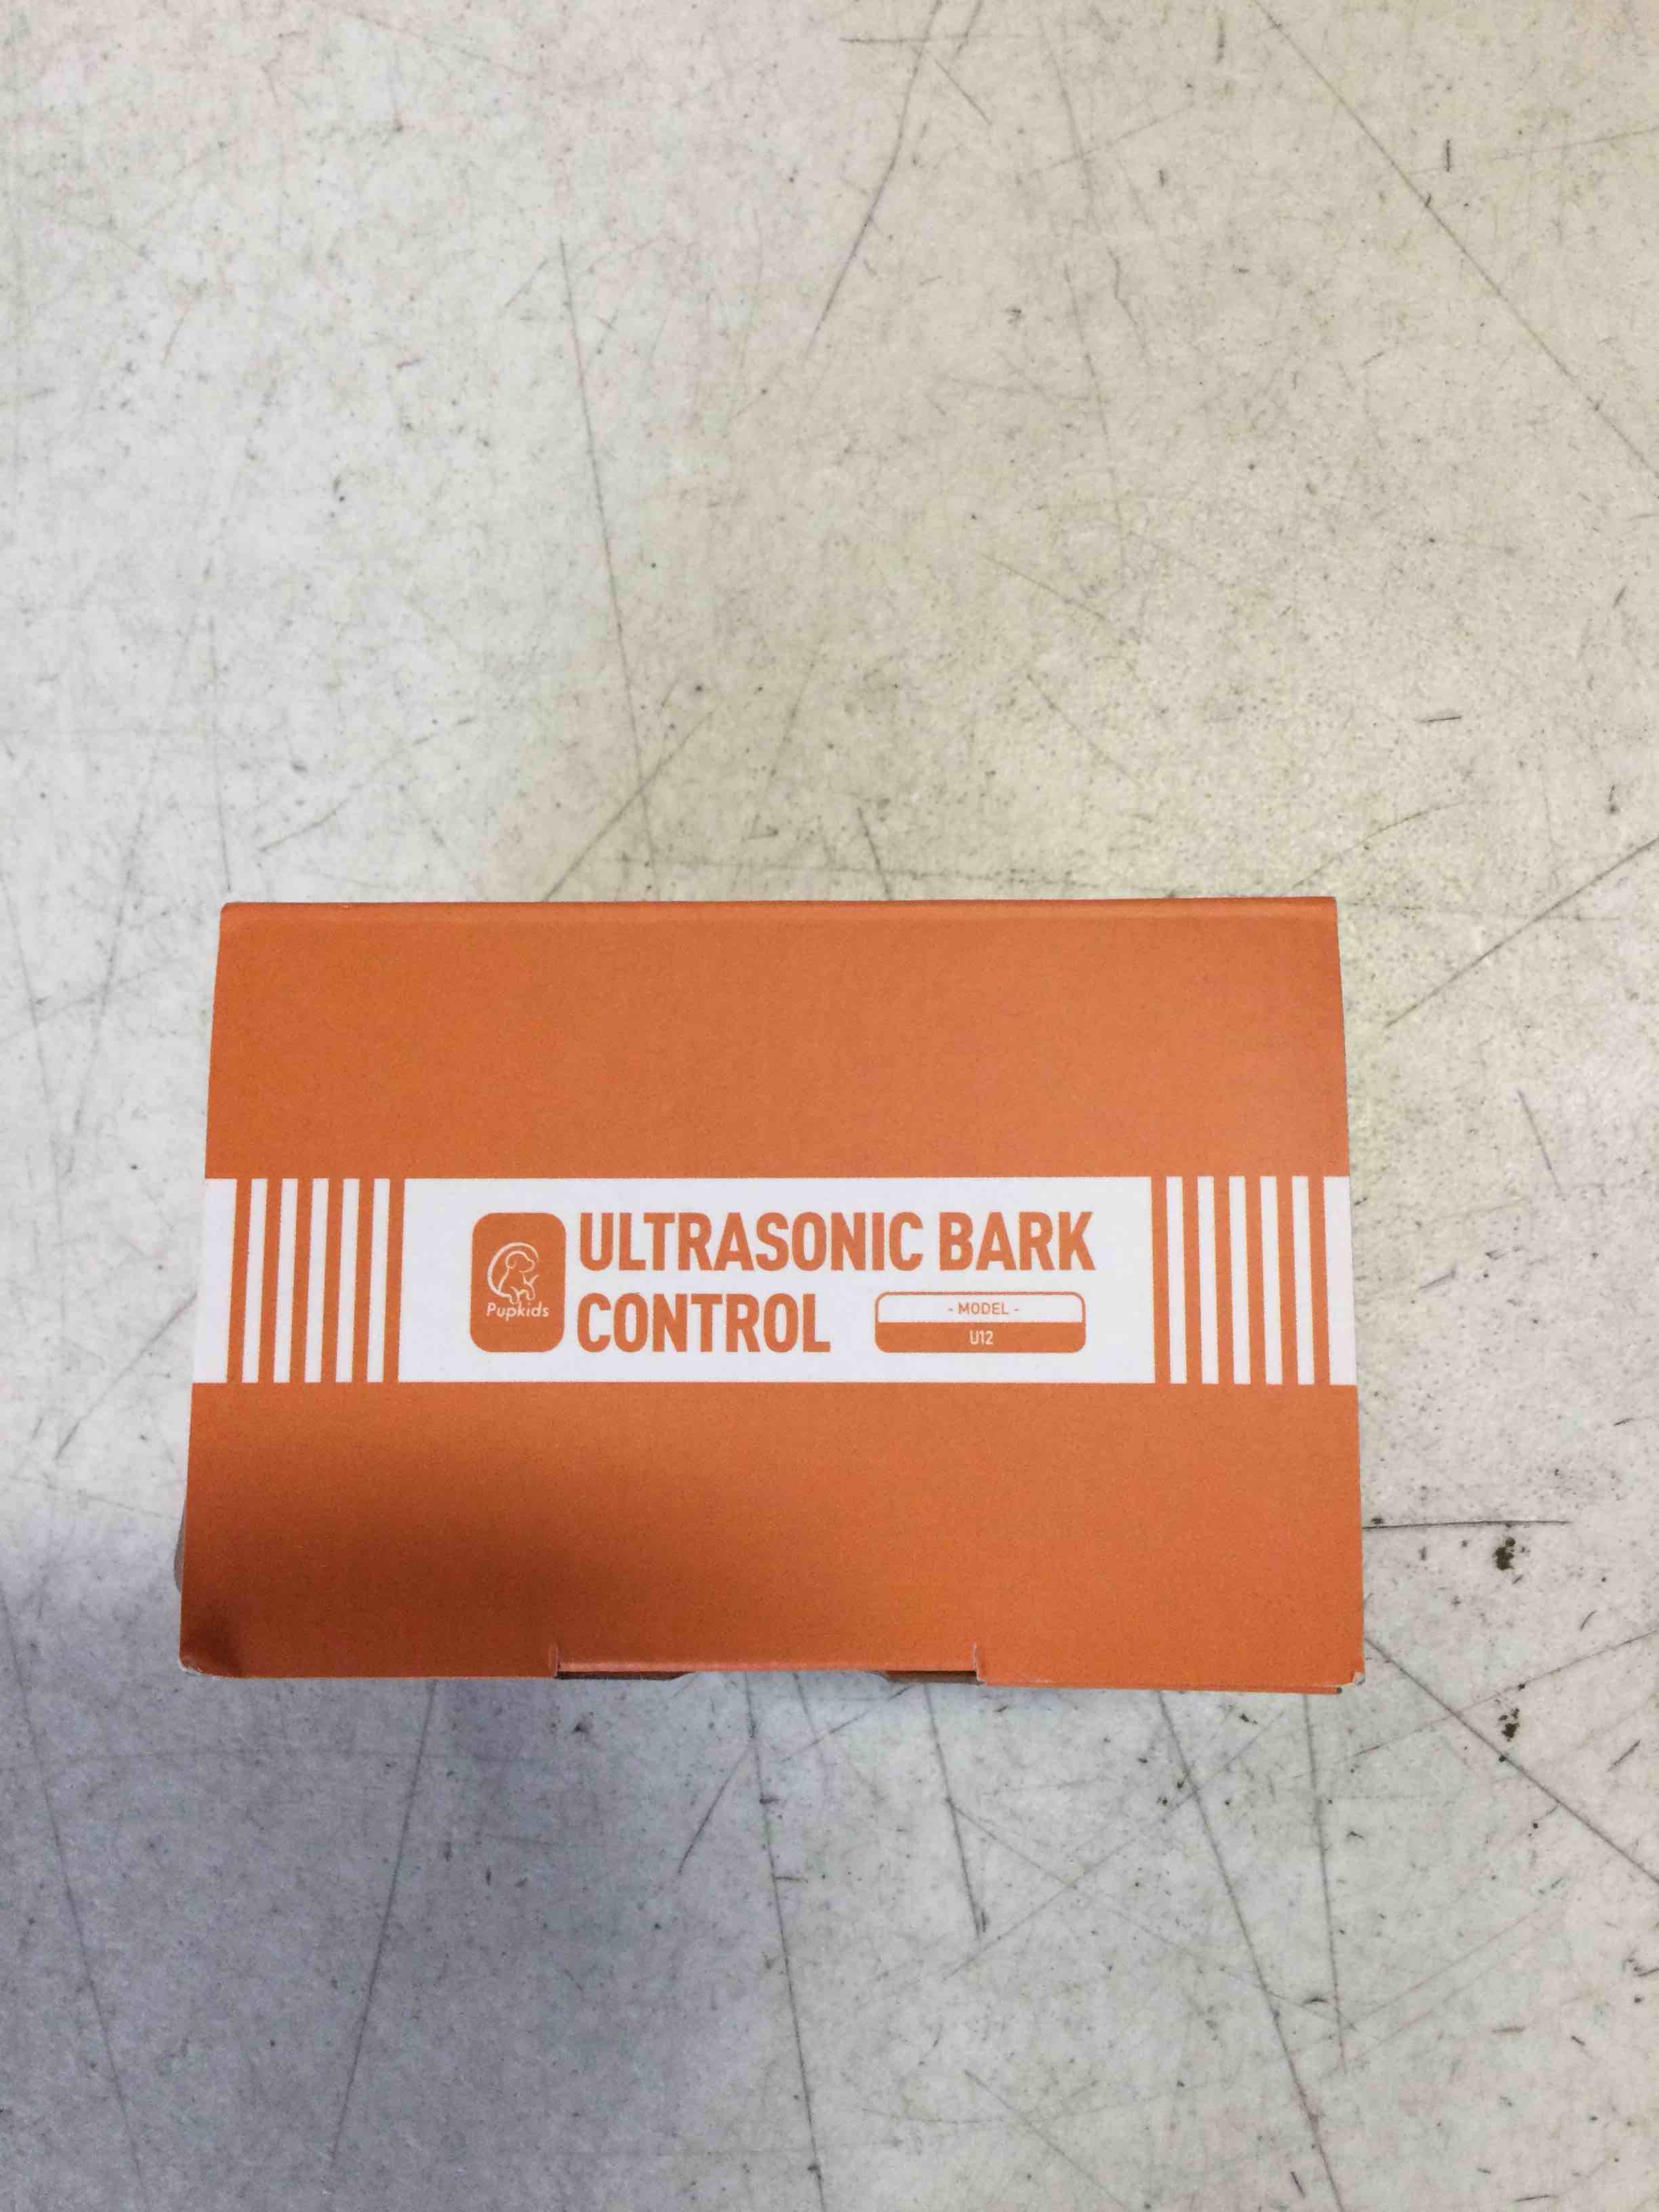 Pupkids
ULTRASONIC BARK
CONTROL
- MODEL -
U12